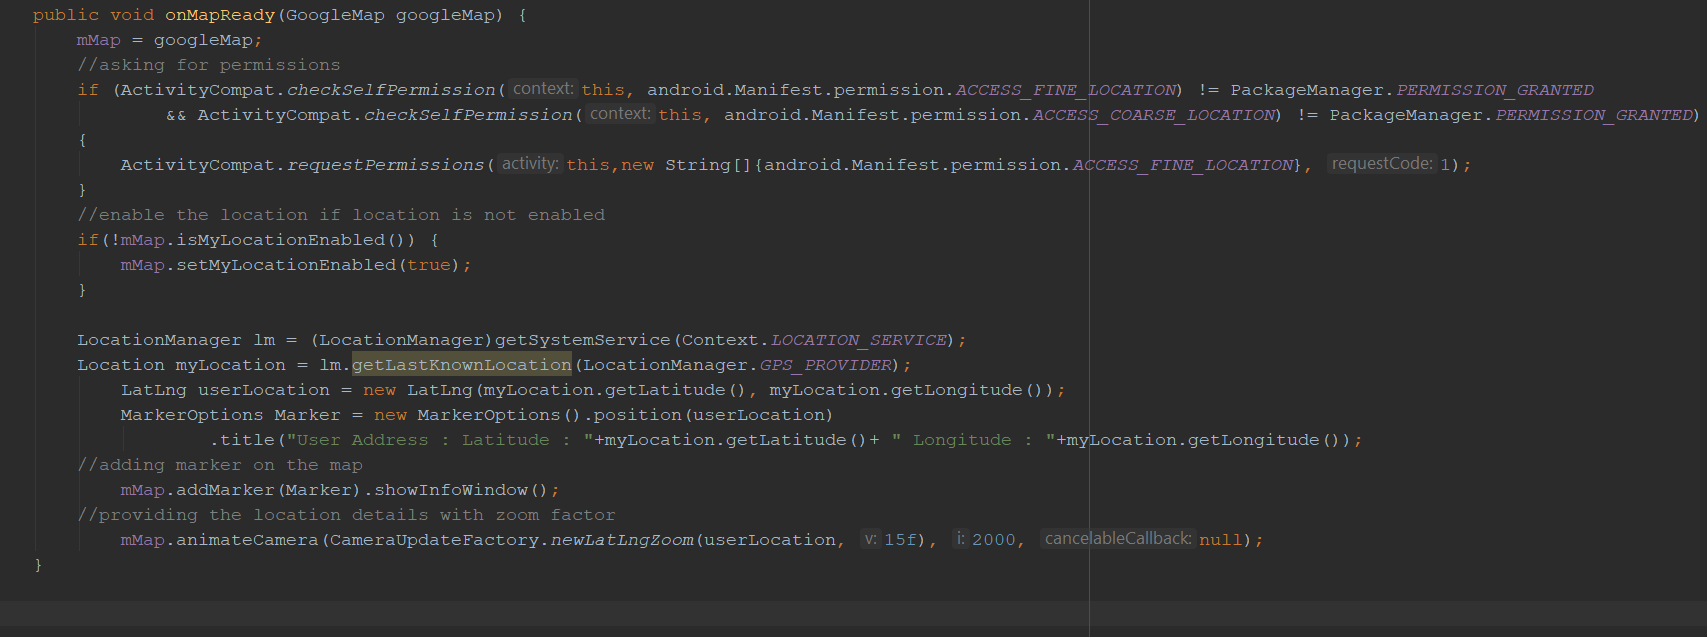 public void onMapReady(GoogleMap googleMap) {
mMap = googleMap;
//asking for permissions
if (ActivityCompat.checkSelfPermission( context: this, android.Manifest.permission.ACCESS_FINE_LOCATION) != PackageManager.PERMISSION_GRANTED
&& ActivityCompat.checkSelfPermission( context: this, android.Manifest.permission.ACCESS_COARSE_LOCATION) != PackageManager.PERMISSION_GRANTED)
{
ActivityCompat.requestPermissions( activity: this,new String[]{android.Manifest.permission.ACCESS_FINE_LOCATION}, requestCode: 1);
}
//enable the location if location is not enabled
if(!mMap.isMyLocationEnabled()) {
mMap.setMyLocationEnabled(true);
}
LocationManager lm = (LocationManager)getSystemService(Context.LOCATION_SERVICE);
Location myLocation = lm.getLastKnownLocation(LocationManager.GPS_PROVIDER);
LatLng userLocation = new LatLng(myLocation.getLatitude(), myLocation.getLongitude());
MarkerOptions Marker = new MarkerOptions().position(userLocation)
.title("User Address : Latitude : "+myLocation.getLatitude()+ " Longitude : "+myLocation.getLongitude());
//adding marker on the map
mMap.addMarker(Marker).showInfoWindow();
//providing the location details with zoom factor
mMap.animateCamera(CameraUpdateFactory.newLatLngZoom(userLocation, v: 15f), i: 2000, cancelableCallback: null);
}